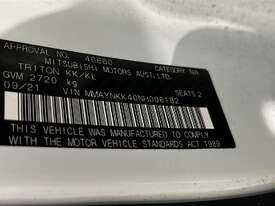 APPROVAL NO. 46660 CATEGORY NA
MITSUBISHI MOTORS AUST. LTD.
TRITON KK/KL
GVM 2720 kg
09/21 SEATS 2
VIN MMAYNKK40NH006182
THIS VEHICLE WAS MANUFACTURED TO COMPLY
WITH THE MOTOR VEHICLE STANDARDS ACT 1989